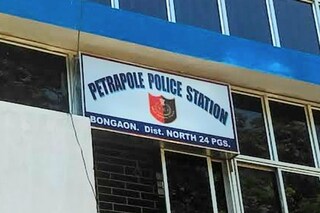 PETRAPOLE POLICE STATION
BONGAON. Dist. NORTH 24 PGS.